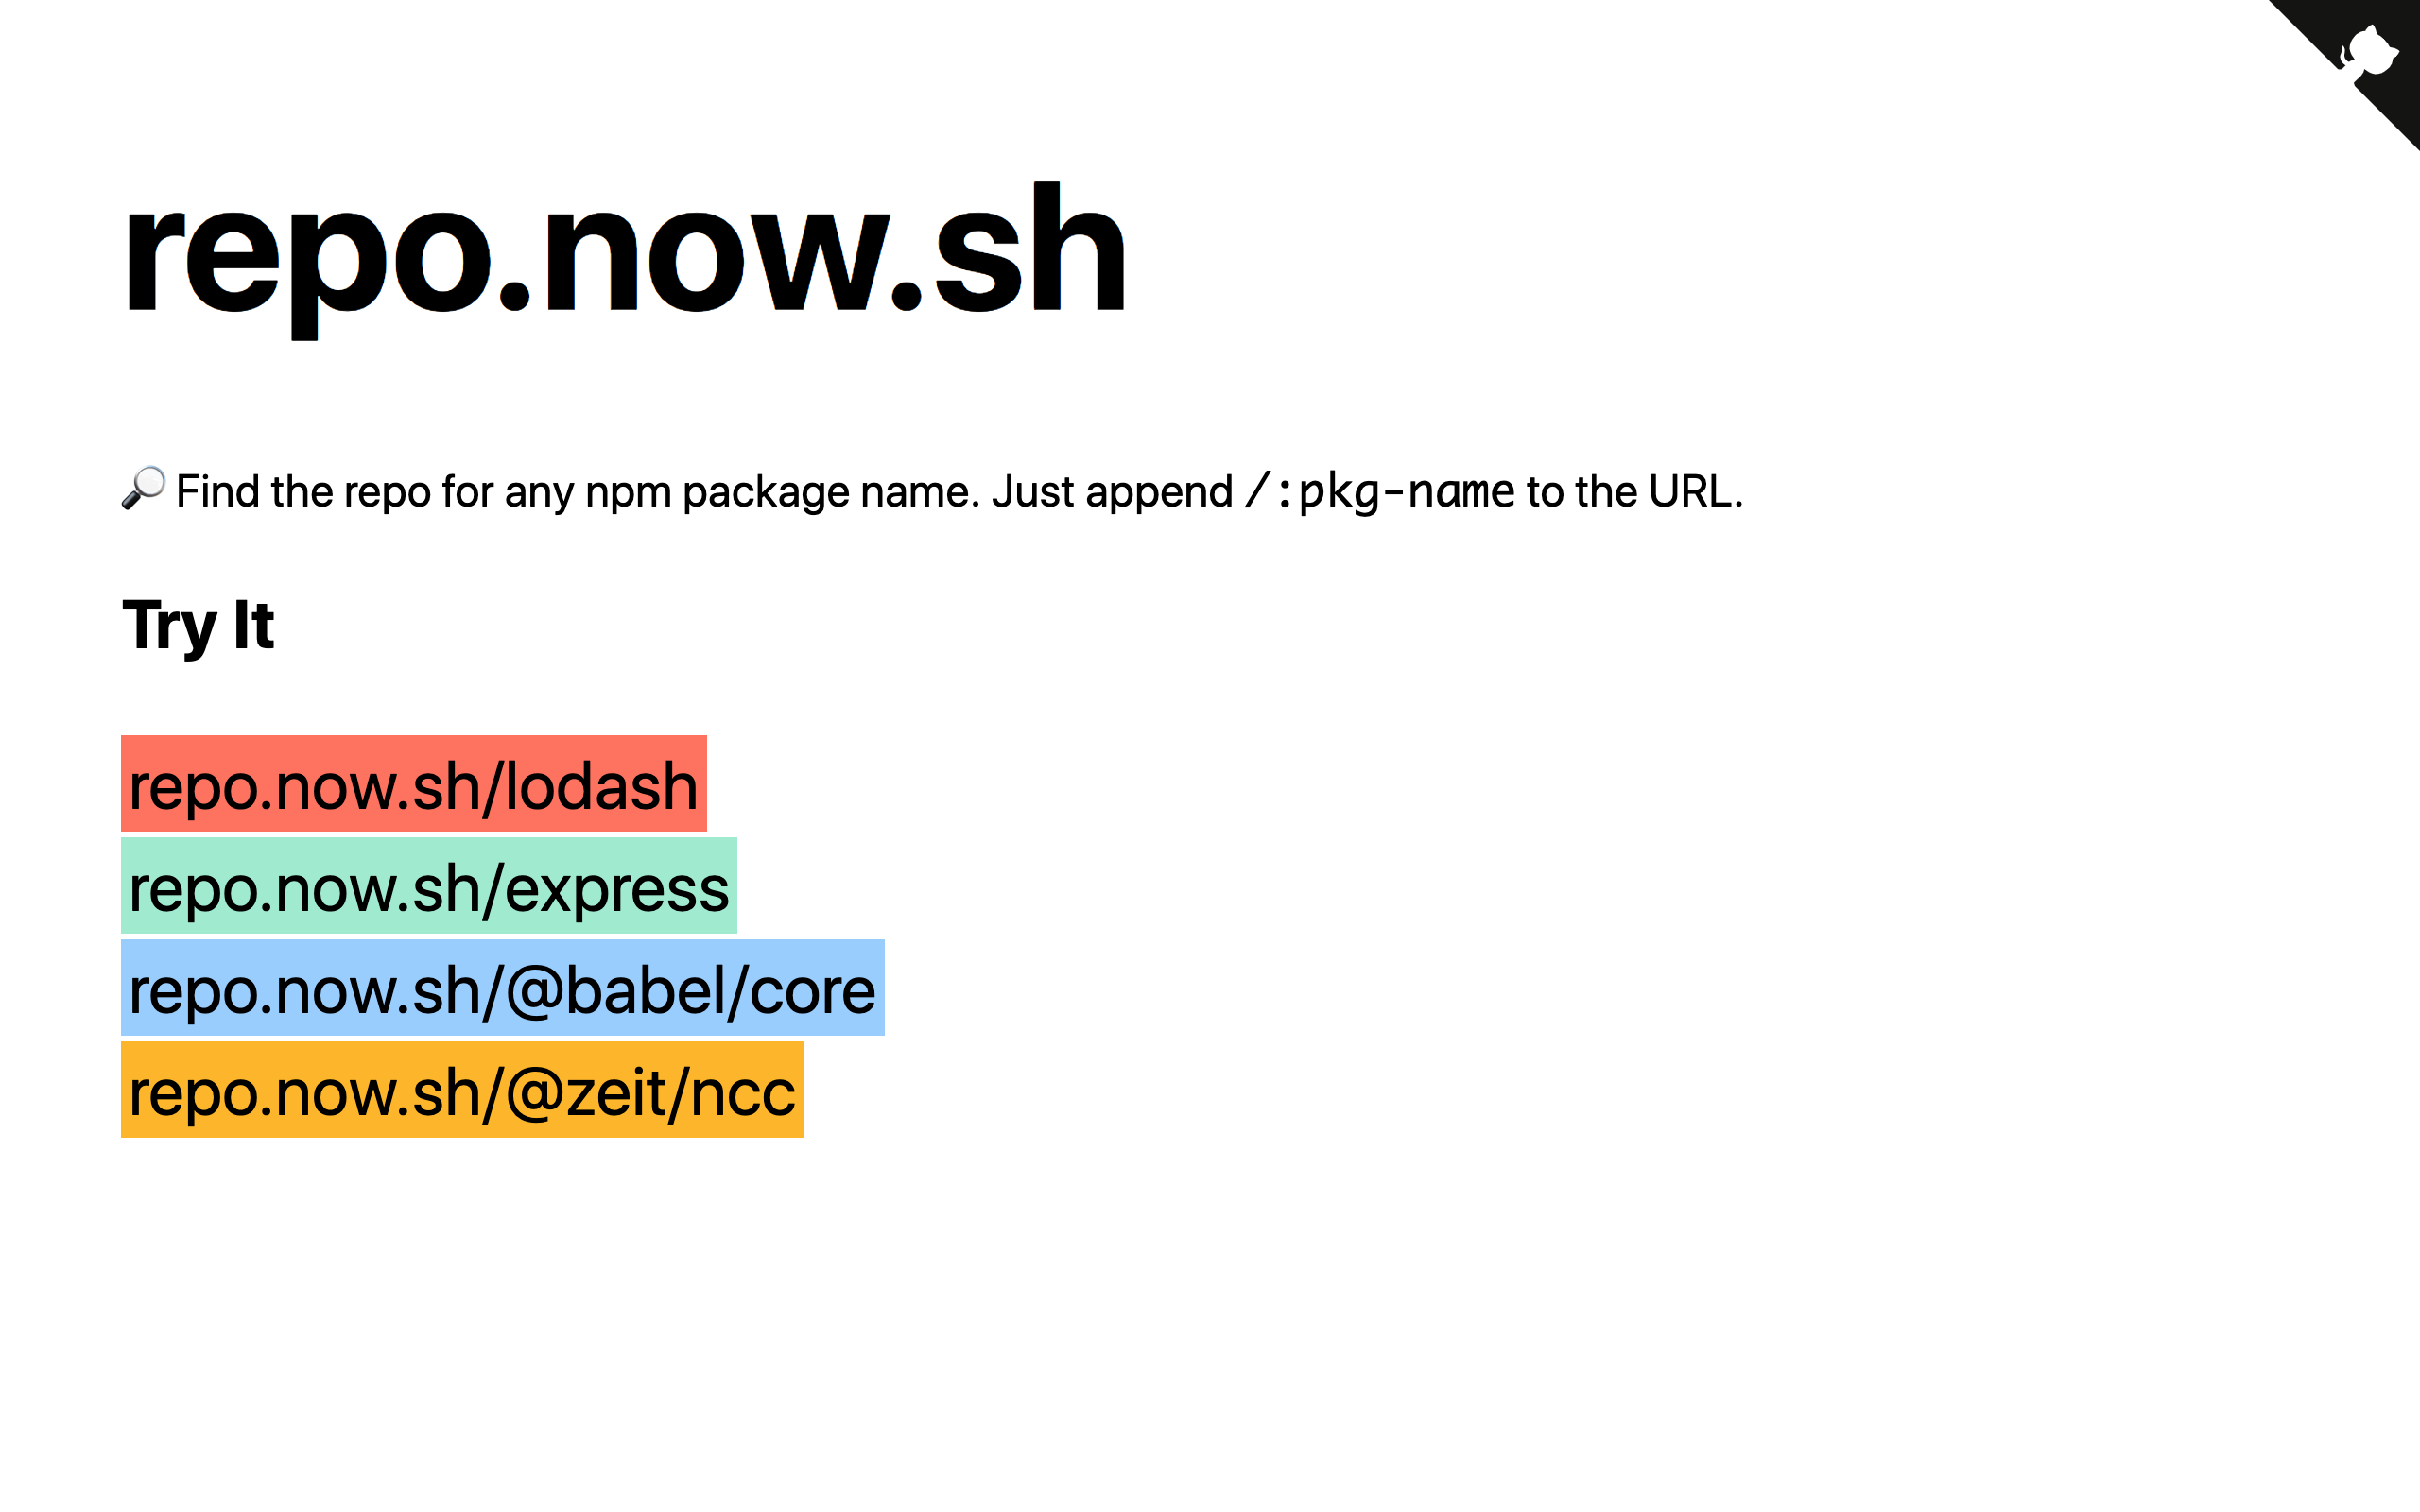 repo.now.sh
🔎 Find the repo for any npm package name. Just append /:pkg-name to the URL.
Try It
repo.now.sh/lodash
repo.now.sh/express
repo.now.sh/@babel/core
repo.now.sh/@zeit/ncc